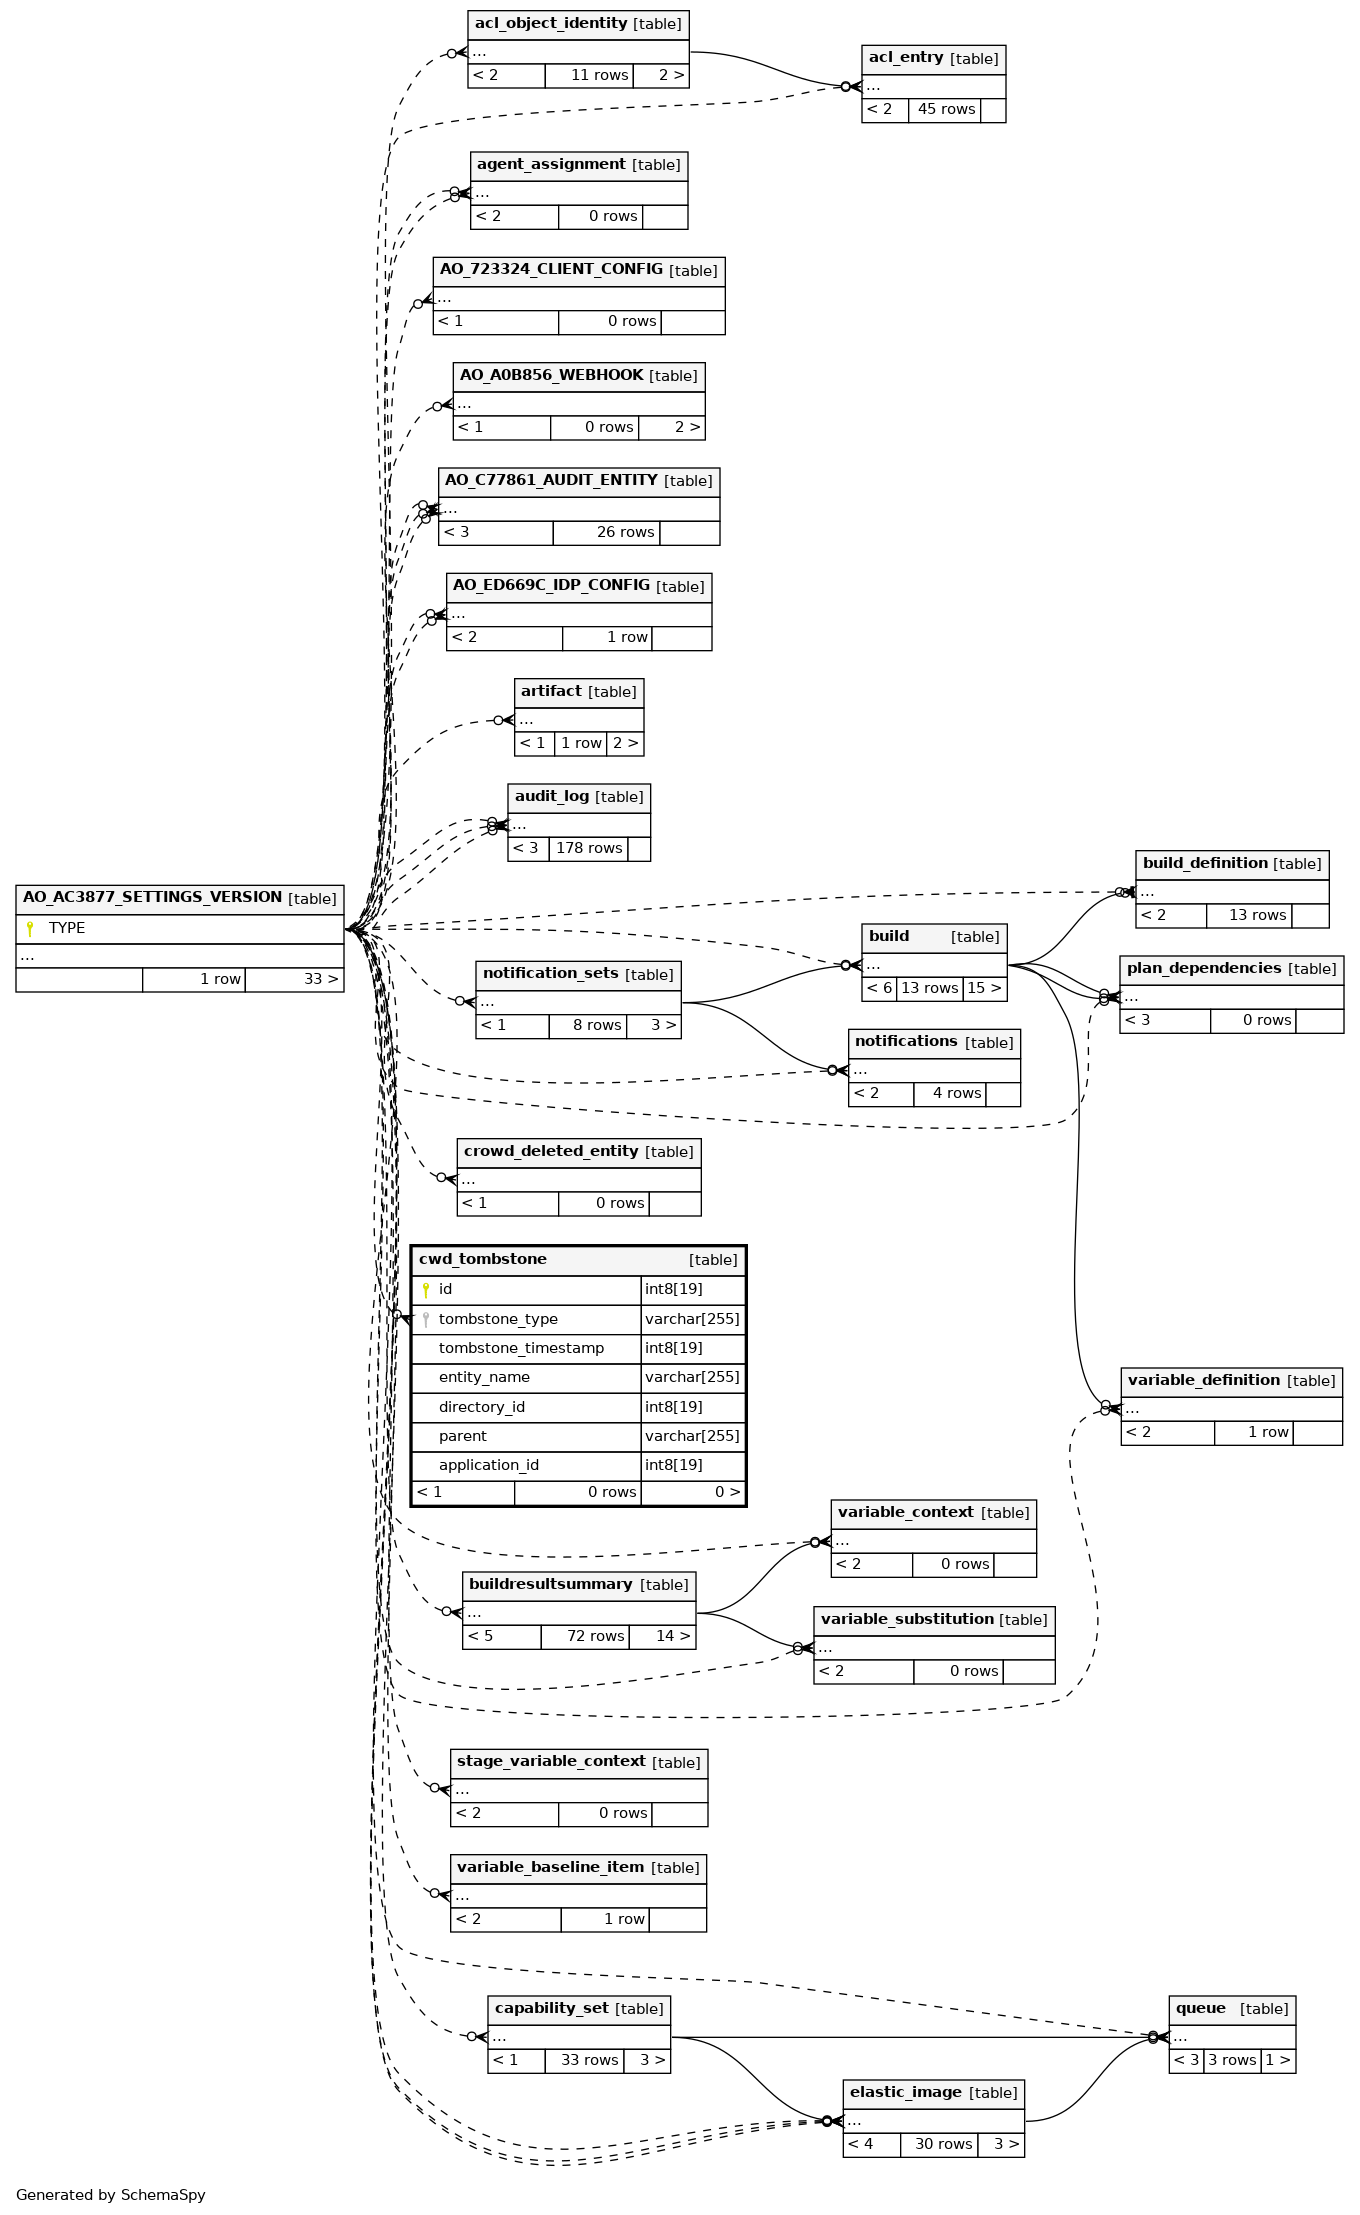 acl_object_identity [table]
...
< 2 11 rows 2 >
acl_entry [table]
...
< 2 45 rows
agent_assignment [table]
...
< 2 0 rows
AO_723324_CLIENT_CONFIG [table]
...
< 1 0 rows
AO_A0B856_WEBHOOK [table]
...
< 1 0 rows 2 >
AO_C77861_AUDIT_ENTITY [table]
...
< 3 26 rows
AO_ED669C_IDP_CONFIG [table]
...
< 2 1 row
artifact [table]
...
< 1 1 row 2 >
audit_log [table]
...
< 3 178 rows
AO_AC3877_SETTINGS_VERSION [table]
TYPE
...
1 row 33 >
build_definition [table]
...
< 2 13 rows
build [table]
...
< 6 13 rows 15 >
plan_dependencies [table]
...
< 3 0 rows
notification_sets [table]
...
< 1 8 rows 3 >
notifications [table]
...
< 2 4 rows
crowd_deleted_entity [table]
...
< 1 0 rows
cwd_tombstone [table]
id int8[19]
tombstone_type varchar[255]
tombstone_timestamp int8[19]
entity_name varchar[255]
directory_id int8[19]
parent varchar[255]
application_id int8[19]
< 1 0 rows 0 >
variable_definition [table]
...
< 2 1 row
variable_context [table]
...
< 2 0 rows
buildresultsummary [table]
...
< 5 72 rows 14 >
variable_substitution [table]
...
< 2 0 rows
stage_variable_context [table]
...
< 2 0 rows
variable_baseline_item [table]
...
< 2 1 row
capability_set [table]
...
< 1 33 rows 3 >
queue [table]
...
< 3 3 rows 1 >
elastic_image [table]
...
< 4 30 rows 3 >
Generated by SchemaSpy